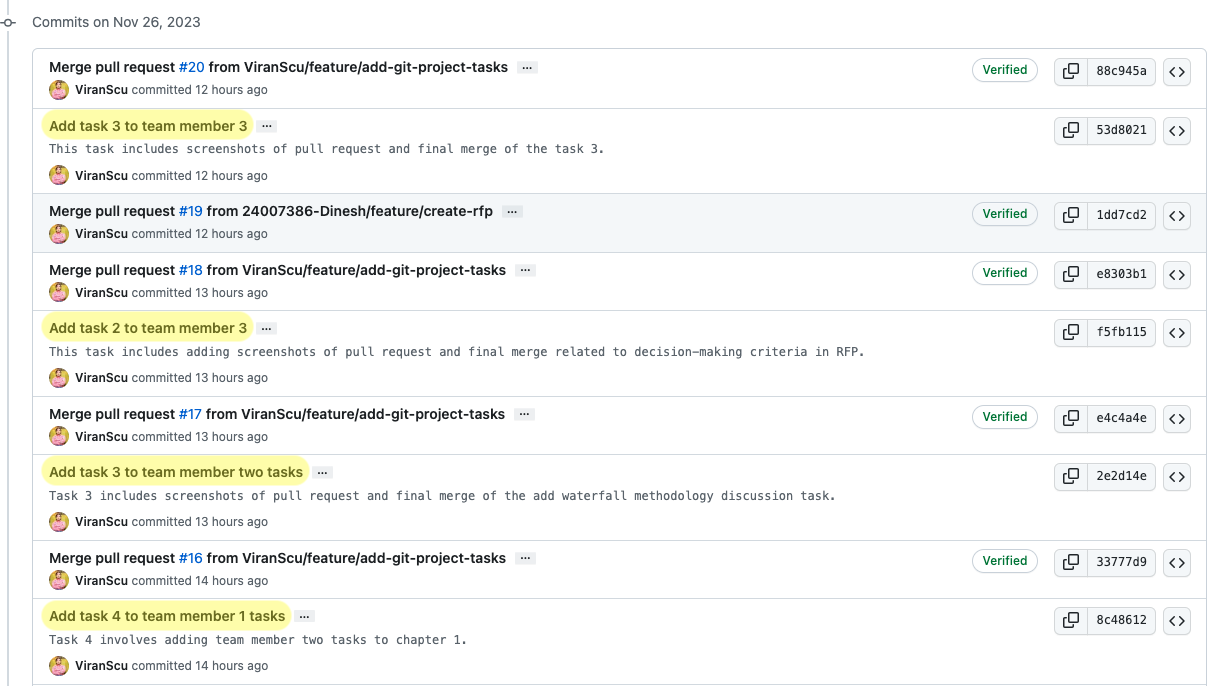 Commits on Nov 26, 2023
Merge pull request #20 from ViranScu/feature/add-git-project-tasks ...
Verified 88c945a <>
ViranScu committed 12 hours ago
Add task 3 to team member 3 ...
53d8021 <>
This task includes screenshots of pull request and final merge of the task 3.
ViranScu committed 12 hours ago
Merge pull request #19 from 24007386-Dinesh/feature/create-rfp ...
Verified 1dd7cd2 <>
ViranScu committed 12 hours ago
Merge pull request #18 from ViranScu/feature/add-git-project-tasks ...
Verified e8303b1 <>
ViranScu committed 13 hours ago
Add task 2 to team member 3 ...
f5fb115 <>
This task includes adding screenshots of pull request and final merge related to decision-making criteria in RFP.
ViranScu committed 13 hours ago
Merge pull request #17 from ViranScu/feature/add-git-project-tasks ...
Verified e4c4a4e <>
ViranScu committed 13 hours ago
Add task 3 to team member two tasks ...
2e2d14e <>
Task 3 includes screenshots of pull request and final merge of the add waterfall methodology discussion task.
ViranScu committed 13 hours ago
Merge pull request #16 from ViranScu/feature/add-git-project-tasks ...
Verified 33777d9 <>
ViranScu committed 14 hours ago
Add task 4 to team member 1 tasks ...
8c48612 <>
Task 4 involves adding team member two tasks to chapter 1.
ViranScu committed 14 hours ago